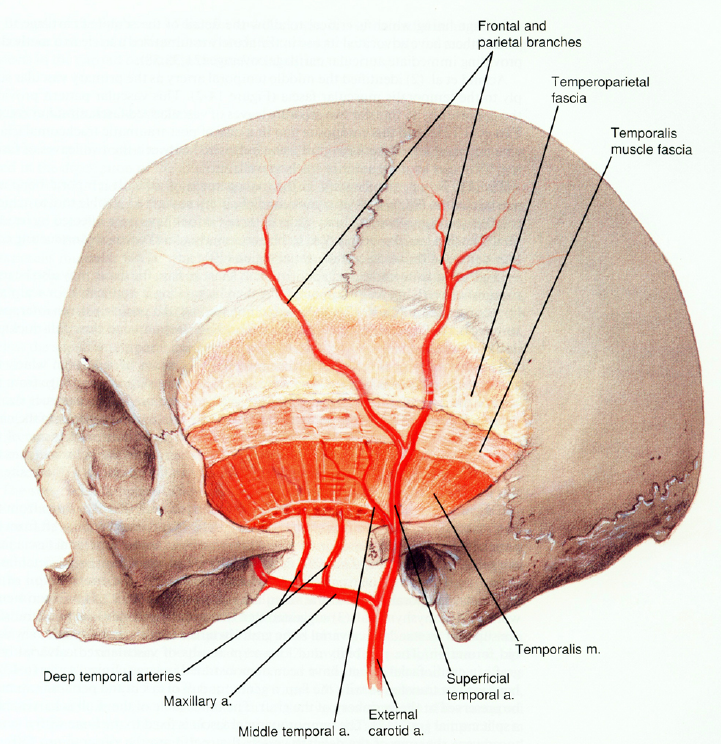 Frontal and
parietal branches
Temperoparietal
fascia
Temporalis
muscle fascia
Temporalis m.
Superficial
temporal a.
External
carotid a.
Middle temporal a.
Maxillary a.
Deep temporal arteries